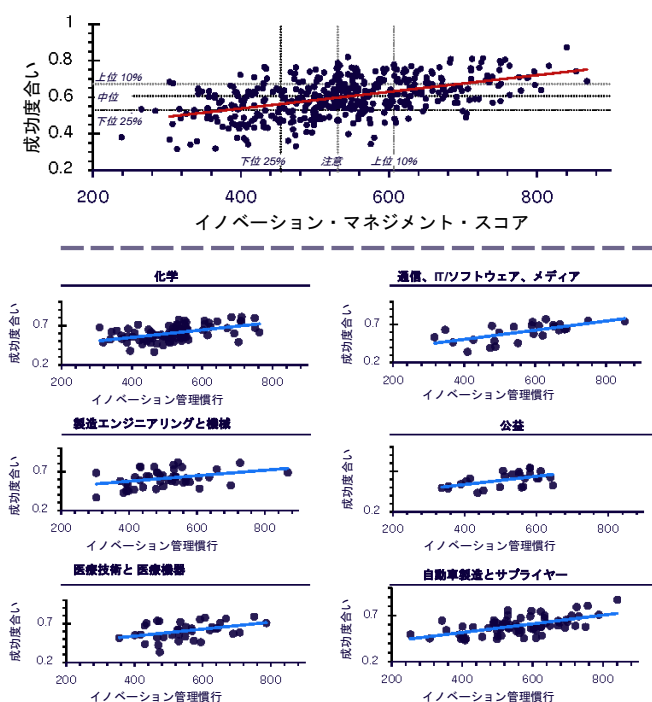 1
0.8
0.6
0.4
0.2
成功度合い
上位 10%
中位
下位 25%
下位 25% 注意 上位 10%
200 400 600 800
イノベーション・マネジメント・スコア
化学
成功度合い
0.7
0.2
200 400 600 800
イノベーション管理慣行
通信、IT/ソフトウェア、メディア
成功度合い
0.7
0.2
200 400 600 800
イノベーション管理慣行
製造エンジニアリングと機械
成功度合い
0.7
0.2
200 400 600 800
イノベーション管理慣行
公益
成功度合い
0.7
0.2
200 400 600 800
イノベーション管理慣行
医療技術と 医療機器
成功度合い
0.7
0.2
200 400 600 800
イノベーション管理慣行
自動車製造とサプライヤー
成功度合い
0.7
0.2
200 400 600 800
イノベーション管理慣行